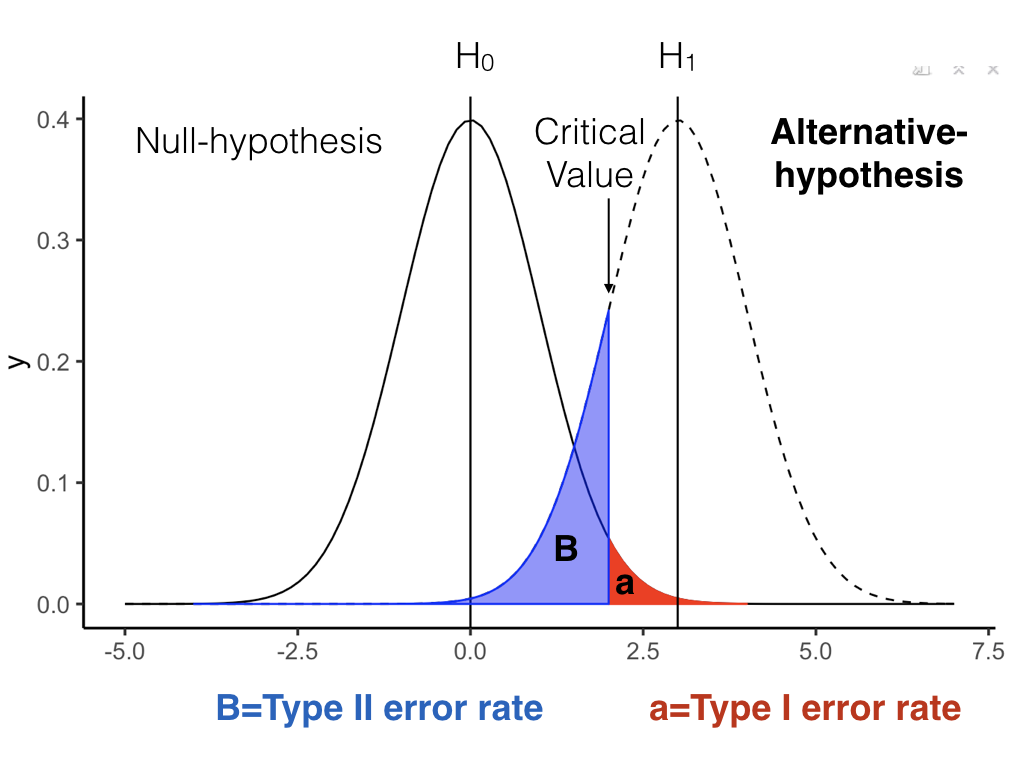 H₀ H₁
Null-hypothesis
Critical
Value
Alternative-
hypothesis
0.4
0.3
0.2
0.1
0.0
y
B
a
-5.0 -2.5 0.0 2.5 5.0 7.5
B=Type II error rate
a=Type I error rate